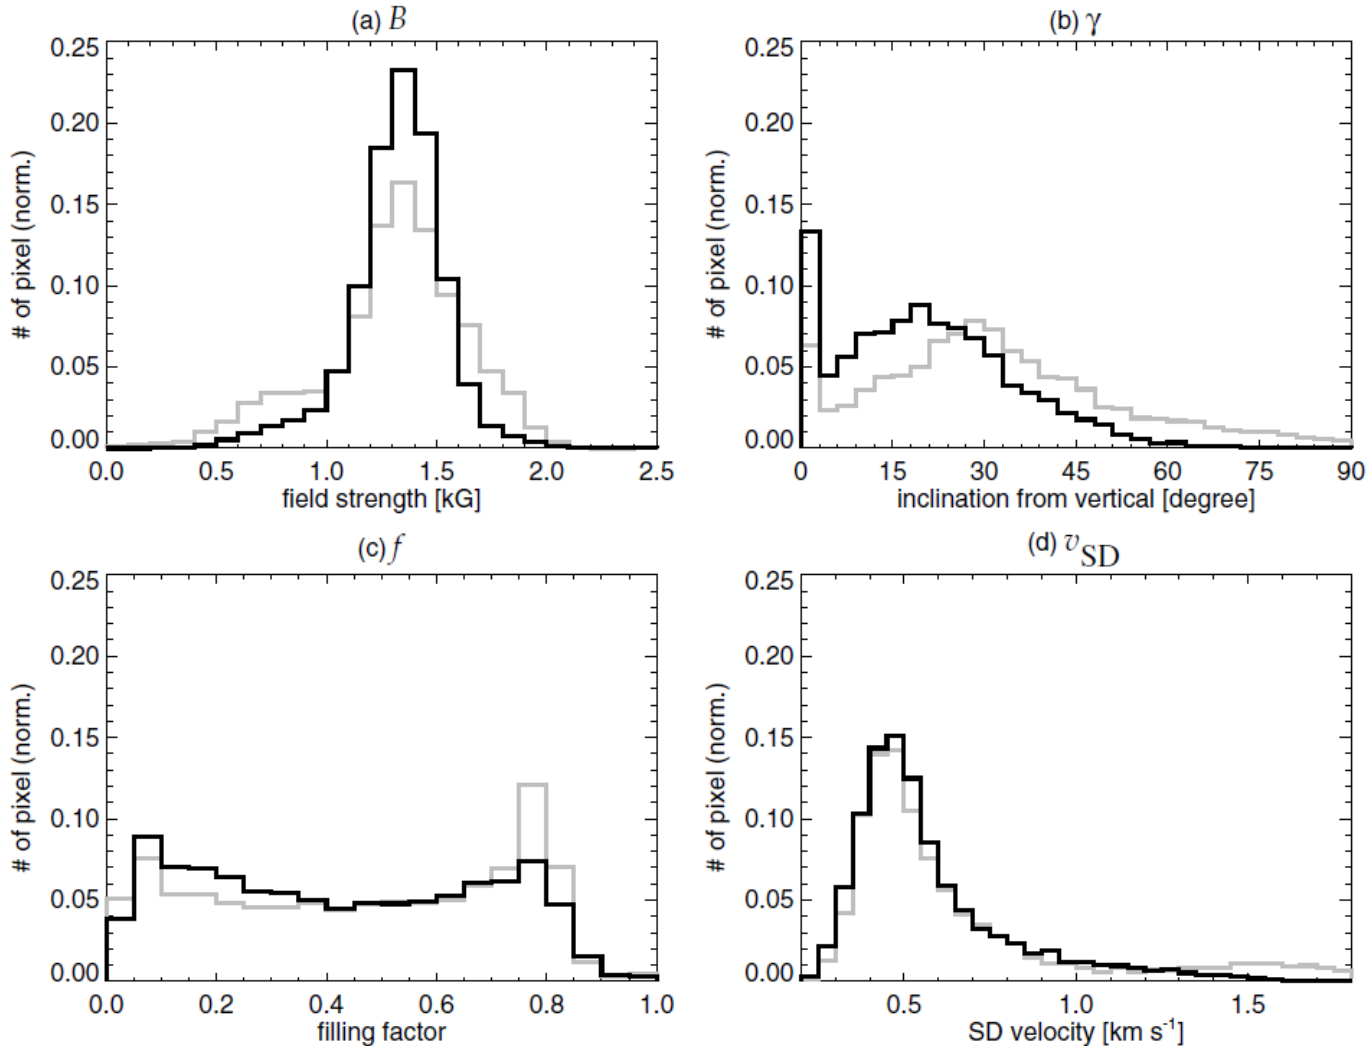 (a) B
0.25
0.20
0.15
0.10
0.05
0.00
# of pixel (norm.)
0.0 0.5 1.0 1.5 2.0 2.5
field strength [kG]
(b) γ
0.25
0.20
0.15
0.10
0.05
0.00
# of pixel (norm.)
0 15 30 45 60 75 90
inclination from vertical [degree]
(c) f
0.25
0.20
0.15
0.10
0.05
0.00
# of pixel (norm.)
0.0 0.2 0.4 0.6 0.8 1.0
filling factor
(d) v_SD
0.25
0.20
0.15
0.10
0.05
0.00
# of pixel (norm.)
0.5 1.0 1.5
SD velocity [km s⁻¹]